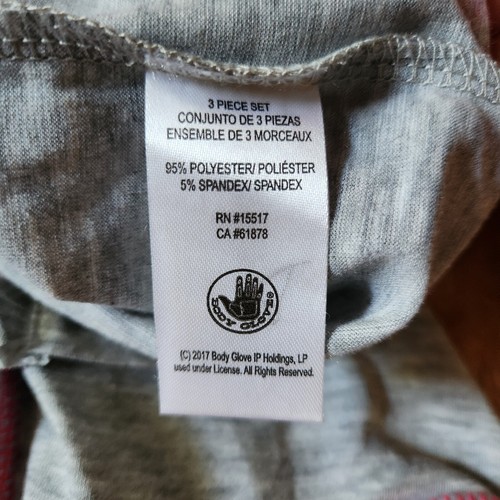 3 PIECE SET
CONJUNTO DE 3 PIEZAS
ENSEMBLE DE 3 MORCEAUX
95% POLYESTER/ POLIÉSTER
5% SPANDEX/ SPANDEX
RN #15517
CA #61878
BODY GLOVE®
(C) 2017 Body Glove IP Holdings, LP
used under License. All Rights Reserved.